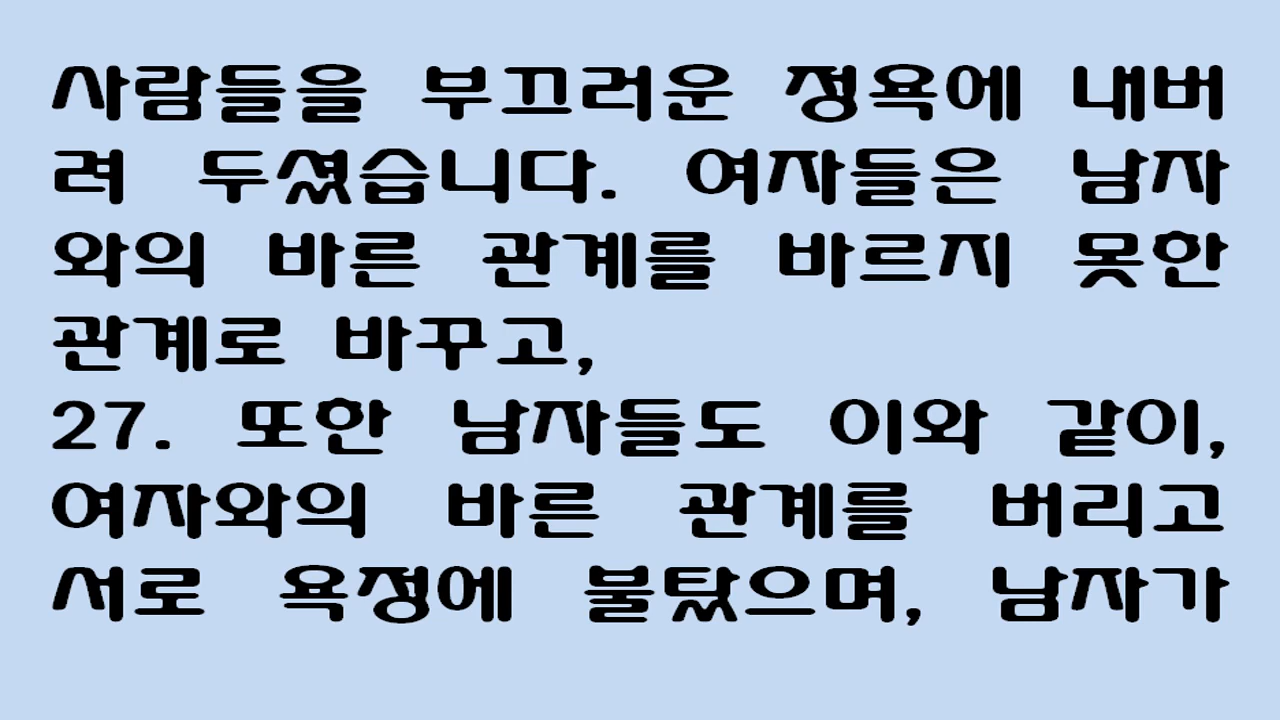 사람들을 부끄러운 정욕에 내버
려 두셨습니다. 여자들은 남자
와의 바른 관계를 바르지 못한
관계로 바꾸고,
27. 또한 남자들도 이와 같이,
여자와의 바른 관계를 버리고
서로 욕정에 불탔으며, 남자가